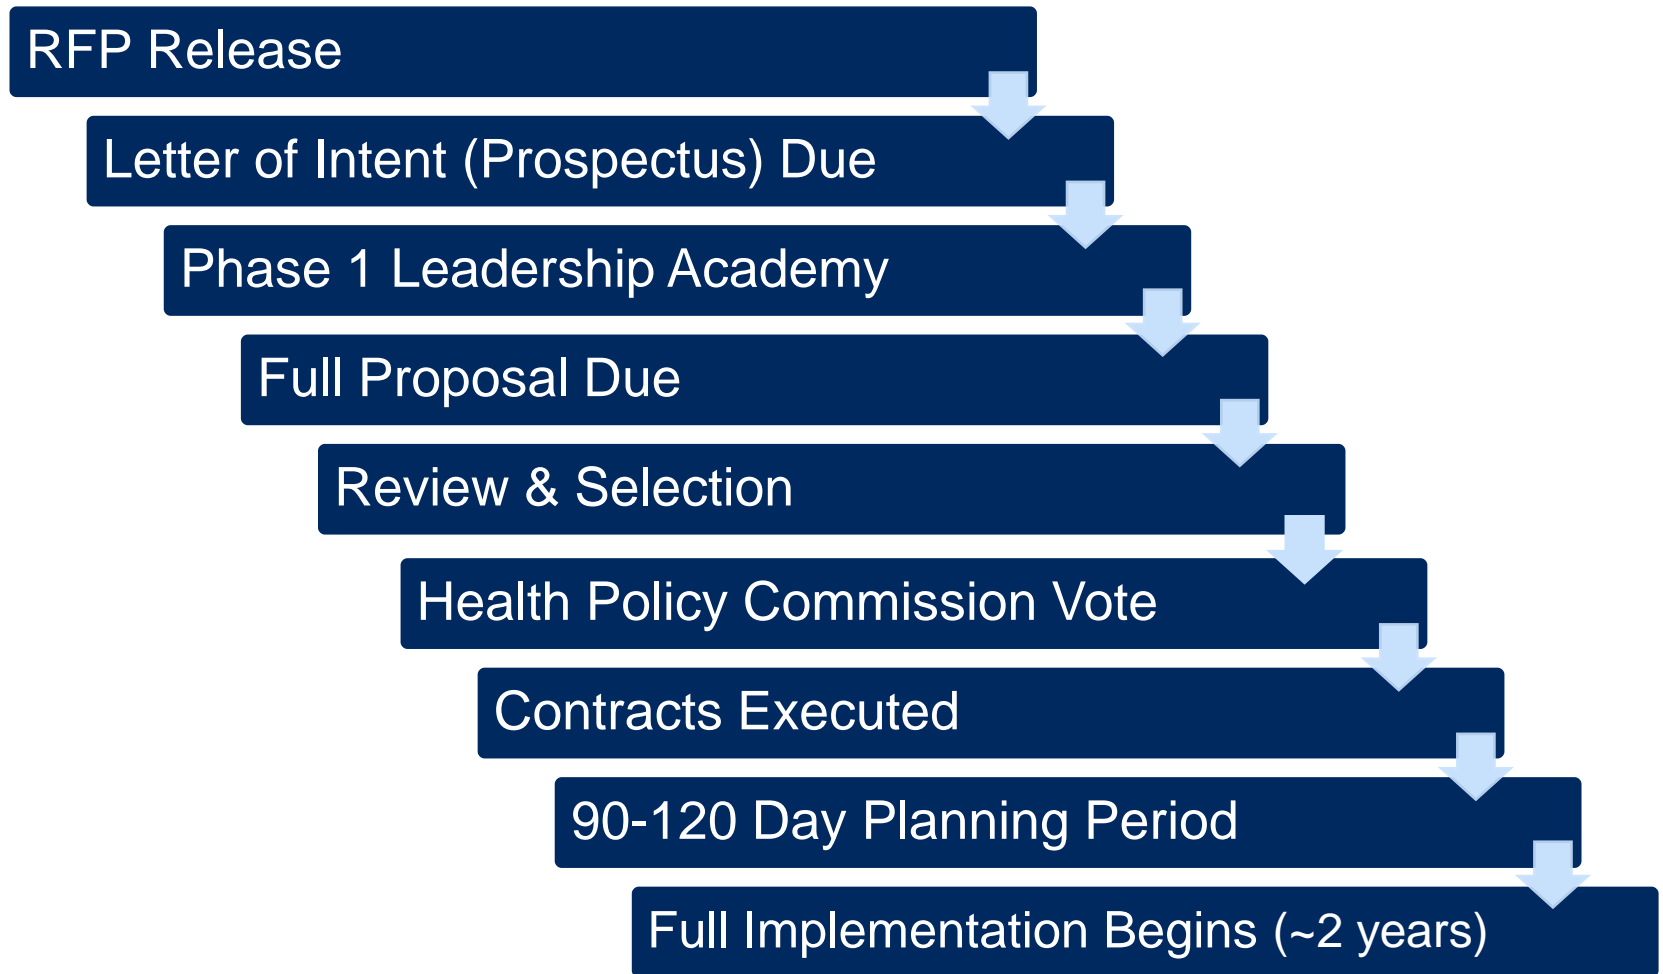 RFP Release
Letter of Intent (Prospectus) Due
Phase 1 Leadership Academy
Full Proposal Due
Review & Selection
Health Policy Commission Vote
Contracts Executed
90-120 Day Planning Period
Full Implementation Begins (~2 years)